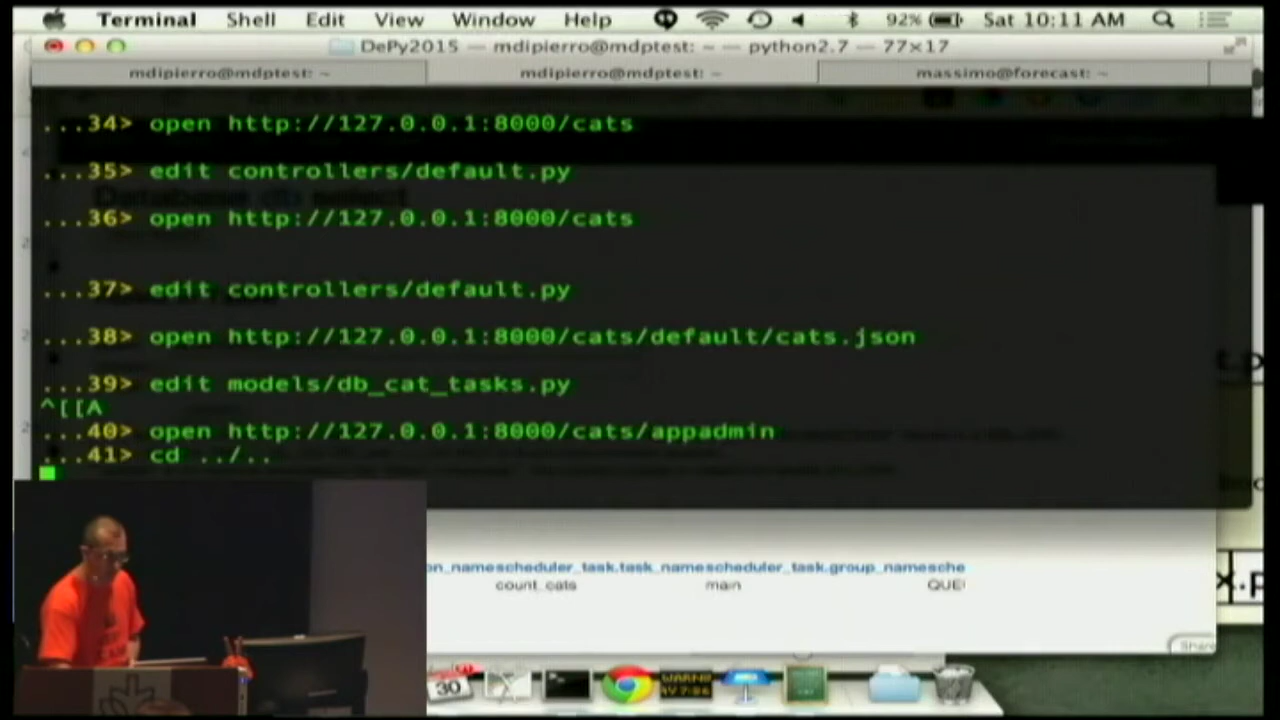 Terminal Shell Edit View Window Help 92% Sat 10:11 AM
DePy2015 — mdipierro@mdptest: ~ — python2.7 — 77×17
mdipierro@mdptest: ~ mdipierro@mdptest: ~ massimo@forecast: ~
...34> open http://127.0.0.1:8000/cats
...35> edit controllers/default.py
Database db select
...36> open http://127.0.0.1:8000/cats
...37> edit controllers/default.py
...38> open http://127.0.0.1:8000/cats/default/cats.json
...39> edit models/db_cat_tasks.py
^[[A
...40> open http://127.0.0.1:8000/cats/appadmin
...41> cd ../..
on_namescheduler_task.task_namescheduler_task.group_namesche
count_cats main QUE
Share
30